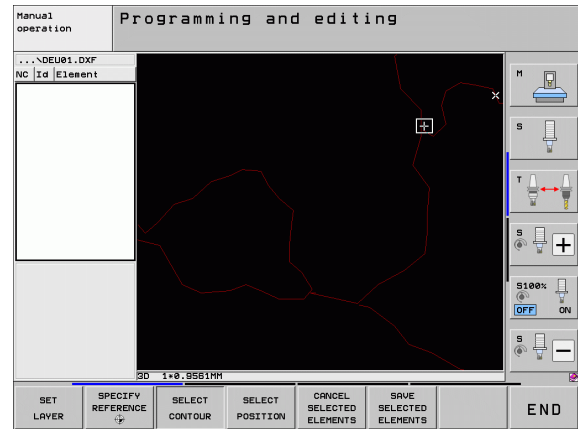 Manual
operation
Programming and editing
...\DEU01.DXF
NC Id Element
M
S
T
S
S100%
OFF ON
S
3D 1*0.9561MM
SET
LAYER
SPECIFY
REFERENCE
SELECT
CONTOUR
SELECT
POSITION
CANCEL
SELECTED
ELEMENTS
SAVE
SELECTED
ELEMENTS
END